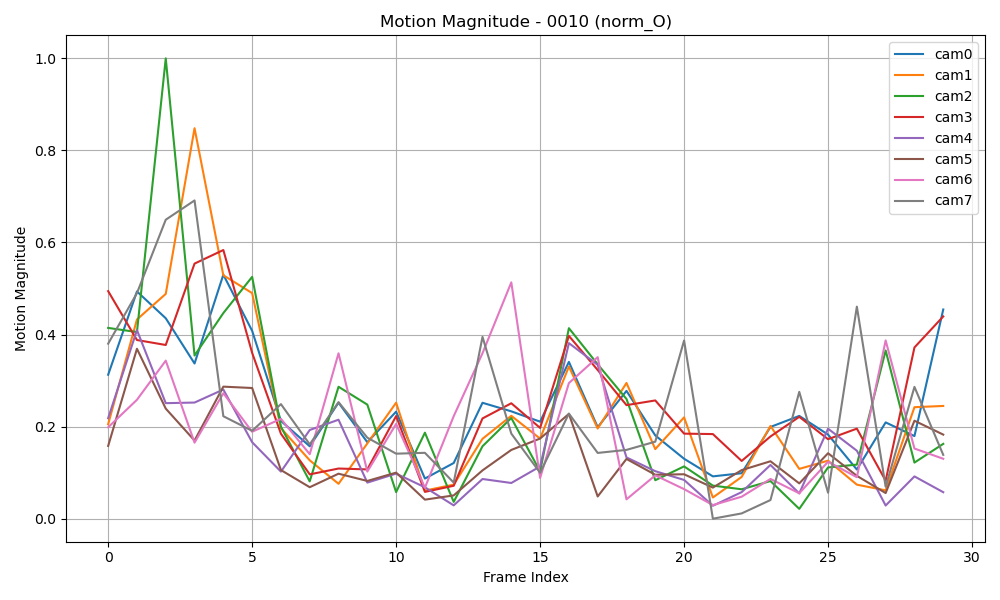 Motion Magnitude - 0010 (norm_O)
Motion Magnitude
1.0
0.8
0.6
0.4
0.2
0.0
0 5 10 15 20 25 30
Frame Index
cam0
cam1
cam2
cam3
cam4
cam5
cam6
cam7